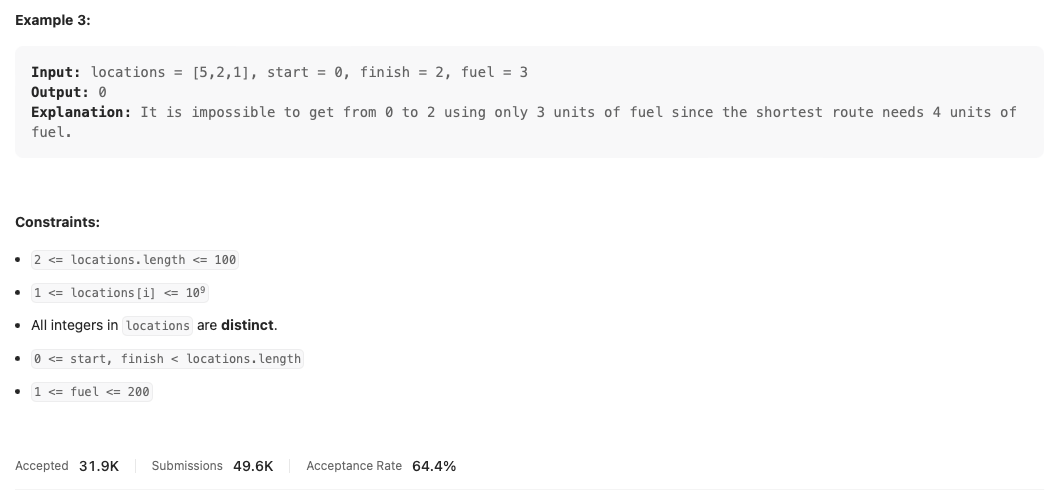 Example 3:
Input: locations = [5,2,1], start = 0, finish = 2, fuel = 3
Output: 0
Explanation: It is impossible to get from 0 to 2 using only 3 units of fuel since the shortest route needs 4 units of
fuel.
Constraints:
• 2 <= locations.length <= 100
• 1 <= locations[i] <= 10⁹
• All integers in locations are distinct.
• 0 <= start, finish < locations.length
• 1 <= fuel <= 200
Accepted 31.9K Submissions 49.6K Acceptance Rate 64.4%